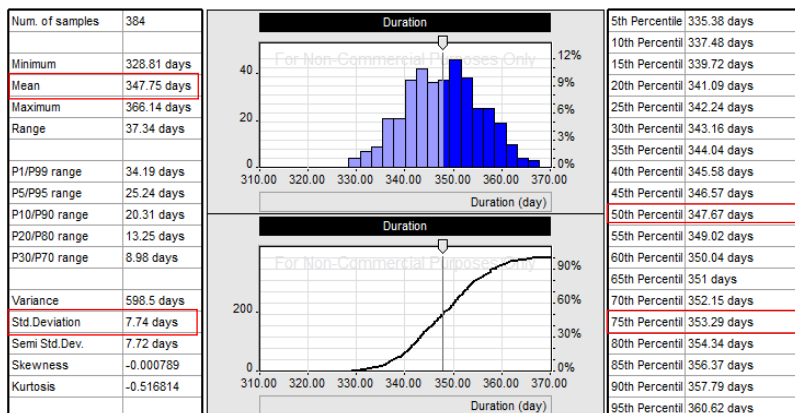 Num. of samples 384
Minimum 328.81 days
Mean 347.75 days
Maximum 366.14 days
Range 37.34 days
P1/P99 range 34.19 days
P5/P95 range 25.24 days
P10/P90 range 20.31 days
P20/P80 range 13.25 days
P30/P70 range 8.98 days
Variance 598.5 days
Std.Deviation 7.74 days
Semi Std.Dev. 7.72 days
Skewness -0.000789
Kurtosis -0.516814
Duration
For Non-Commercial Purposes Only
40
20
0
12%
9%
6%
3%
0%
310.00 320.00 330.00 340.00 350.00 360.00 370.00
Duration (day)
Duration
For Non-Commercial Purposes Only
200
0
90%
60%
30%
0%
310.00 320.00 330.00 340.00 350.00 360.00 370.00
Duration (day)
5th Percentile 335.38 days
10th Percentil 337.48 days
15th Percentil 339.72 days
20th Percentil 341.09 days
25th Percentil 342.24 days
30th Percentil 343.16 days
35th Percentil 344.04 days
40th Percentil 345.58 days
45th Percentil 346.57 days
50th Percentil 347.67 days
55th Percentil 349.02 days
60th Percentil 350.04 days
65th Percentil 351 days
70th Percentil 352.15 days
75th Percentil 353.29 days
80th Percentil 354.34 days
85th Percentil 356.37 days
90th Percentil 357.79 days
95th Percentil 360.62 days